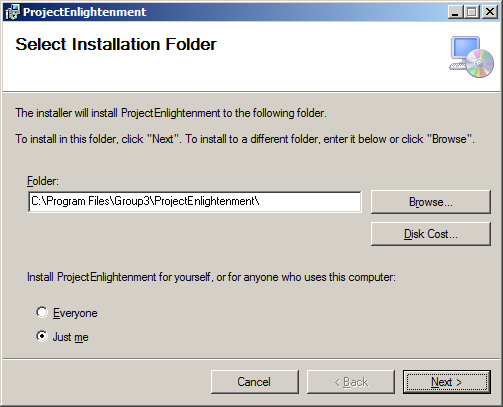 ProjectEnlightenment
Select Installation Folder
The installer will install ProjectEnlightenment to the following folder.
To install in this folder, click "Next". To install to a different folder, enter it below or click "Browse".
Folder:
C:\Program Files\Group3\ProjectEnlightenment\
Browse...
Disk Cost...
Install ProjectEnlightenment for yourself, or for anyone who uses this computer:
Everyone
Just me
Cancel
< Back
Next >